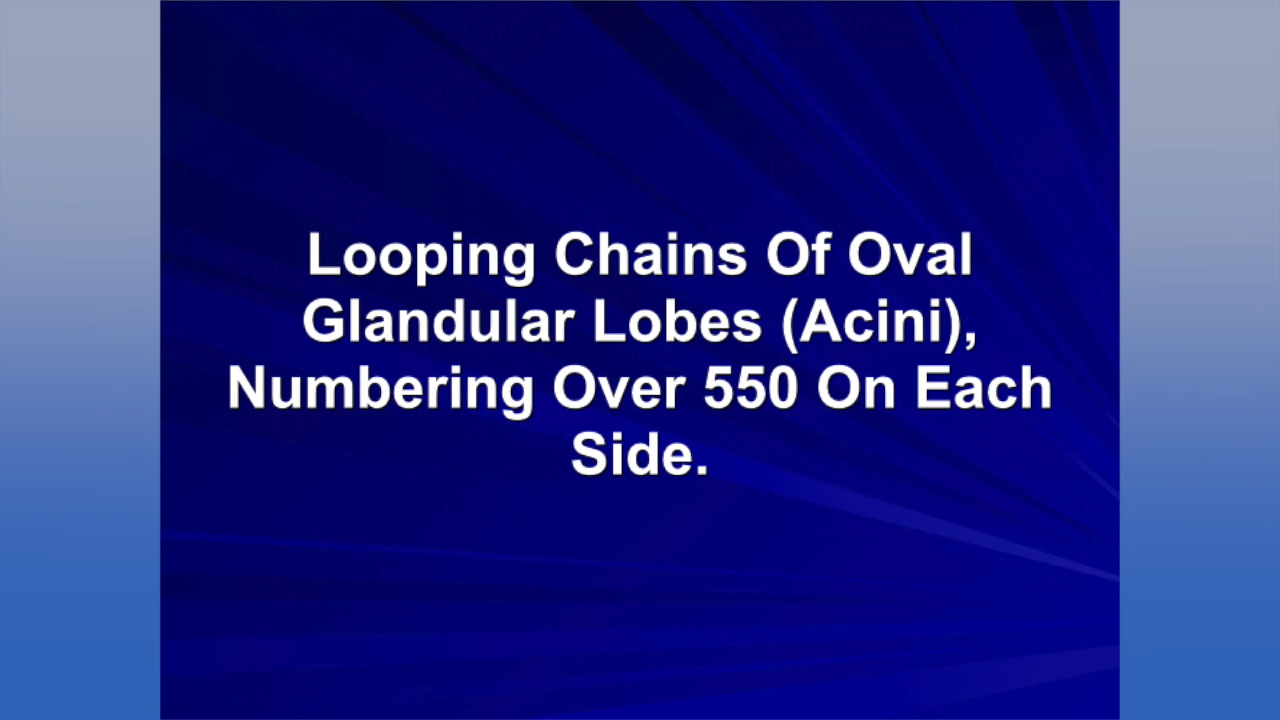 Looping Chains Of Oval
Glandular Lobes (Acini),
Numbering Over 550 On Each
Side.